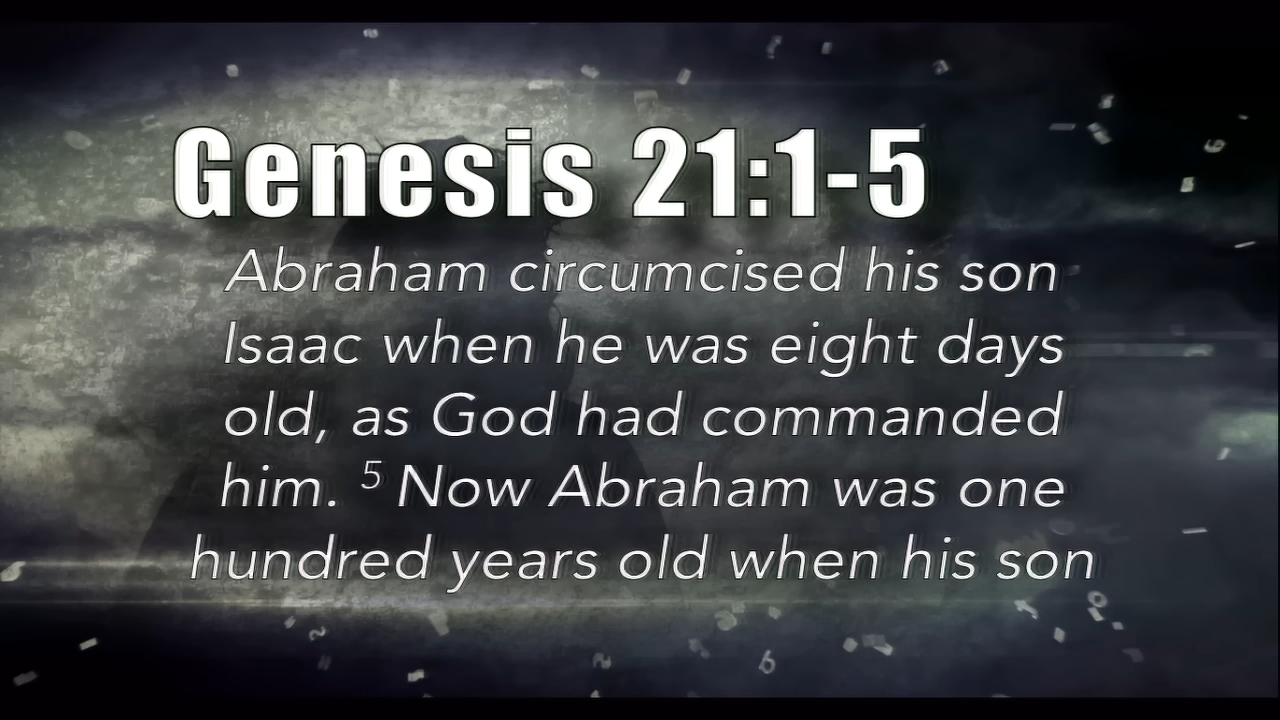 Genesis 21:1-5
Abraham circumcised his son
Isaac when he was eight days
old, as God had commanded
him. ⁵ Now Abraham was one
hundred years old when his son